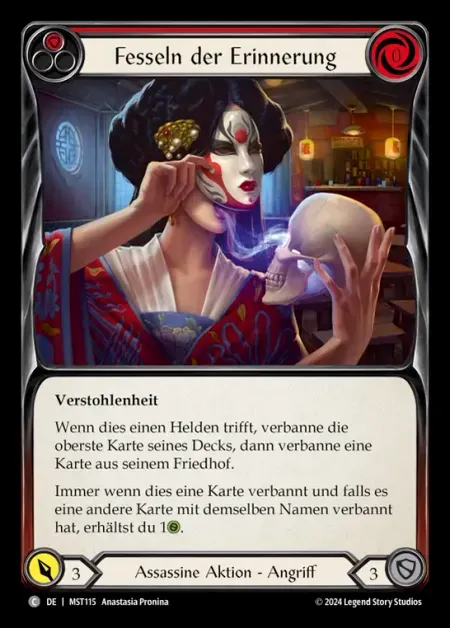 Fesseln der Erinnerung
0
Verstohlenheit
Wenn dies einen Helden trifft, verbanne die
oberste Karte seines Decks, dann verbanne eine
Karte aus seinem Friedhof.
Immer wenn dies eine Karte verbannt und falls es
eine andere Karte mit demselben Namen verbannt
hat, erhältst du 1.
3
Assassine Aktion - Angriff
3
C DE | MST115 Anastasia Pronina
© 2024 Legend Story Studios